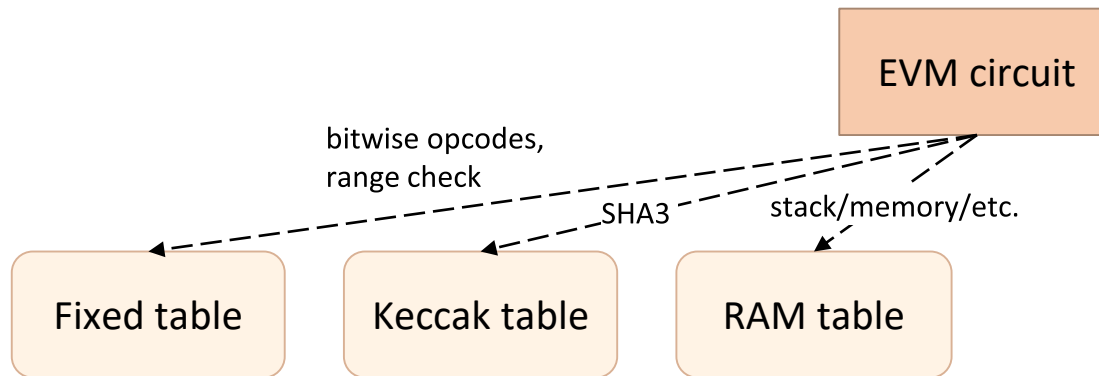 EVM circuit
bitwise opcodes,
range check
SHA3
stack/memory/etc.
Fixed table
Keccak table
RAM table